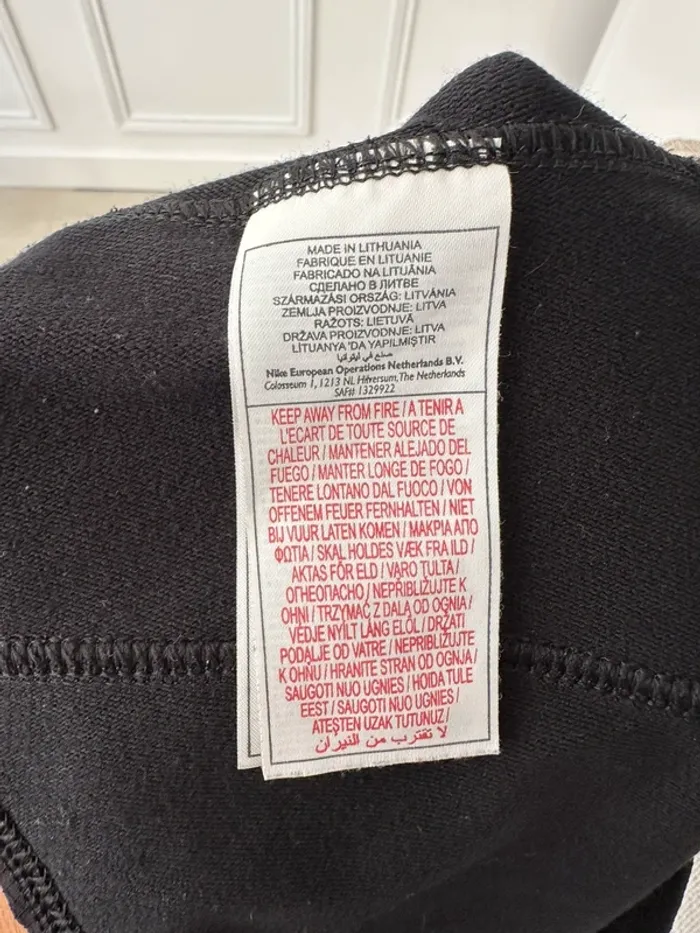 MADE IN LITHUANIA
FABRIQUE EN LITUANIE
FABRICADO NA LITUÂNIA
СДЕЛАНО В ЛИТВЕ
SZÁRMAZÁSI ORSZÁG: LITVÁNIA
ZEMLJA PROIZVODNJE: LITVA
RAŽOTS: LIETUVĀ
DRŽAVA PROIZVODNJE: LITVA
LITUANYA 'DA YAPILMIŞTIR
صنع في ليتوانيا
Nike European Operations Netherlands B.V.
Colosseum 1, 1213 NL Hilversum, The Netherlands
SAF# 1329922
KEEP AWAY FROM FIRE / A TENIR A
L'ECART DE TOUTE SOURCE DE
CHALEUR / MANTENER ALEJADO DEL
FUEGO / MANTER LONGE DE FOGO /
TENERE LONTANO DAL FUOCO / VON
OFFENEM FEUER FERNHALTEN / NIET
BIJ VUUR LATEN KOMEN / ΜΑΚΡΙΑ ΑΠΟ
ΦΩΤΙΑ / SKAL HOLDES VÆK FRA ILD /
AKTAS FÖR ELD / VARO TULTA /
ОГНЕОПАСНО / NEPŘIBLIŽUJTE K
OHNI / TRZYMAĆ Z DALA OD OGNIA /
VÉDJE NYÍLT LÁNG ELŐL / DRŽATI
PODALJE OD VATRE / NEPRIBLIŽUJTE
K OHŇU / HRANITE STRAN OD OGNJA /
SAUGOTI NUO UGNIES / HOIDA TULE
EEST / SAUGOTI NUO UGNIES /
ATEŞTEN UZAK TUTUNUZ /
لا تقترب من النيران